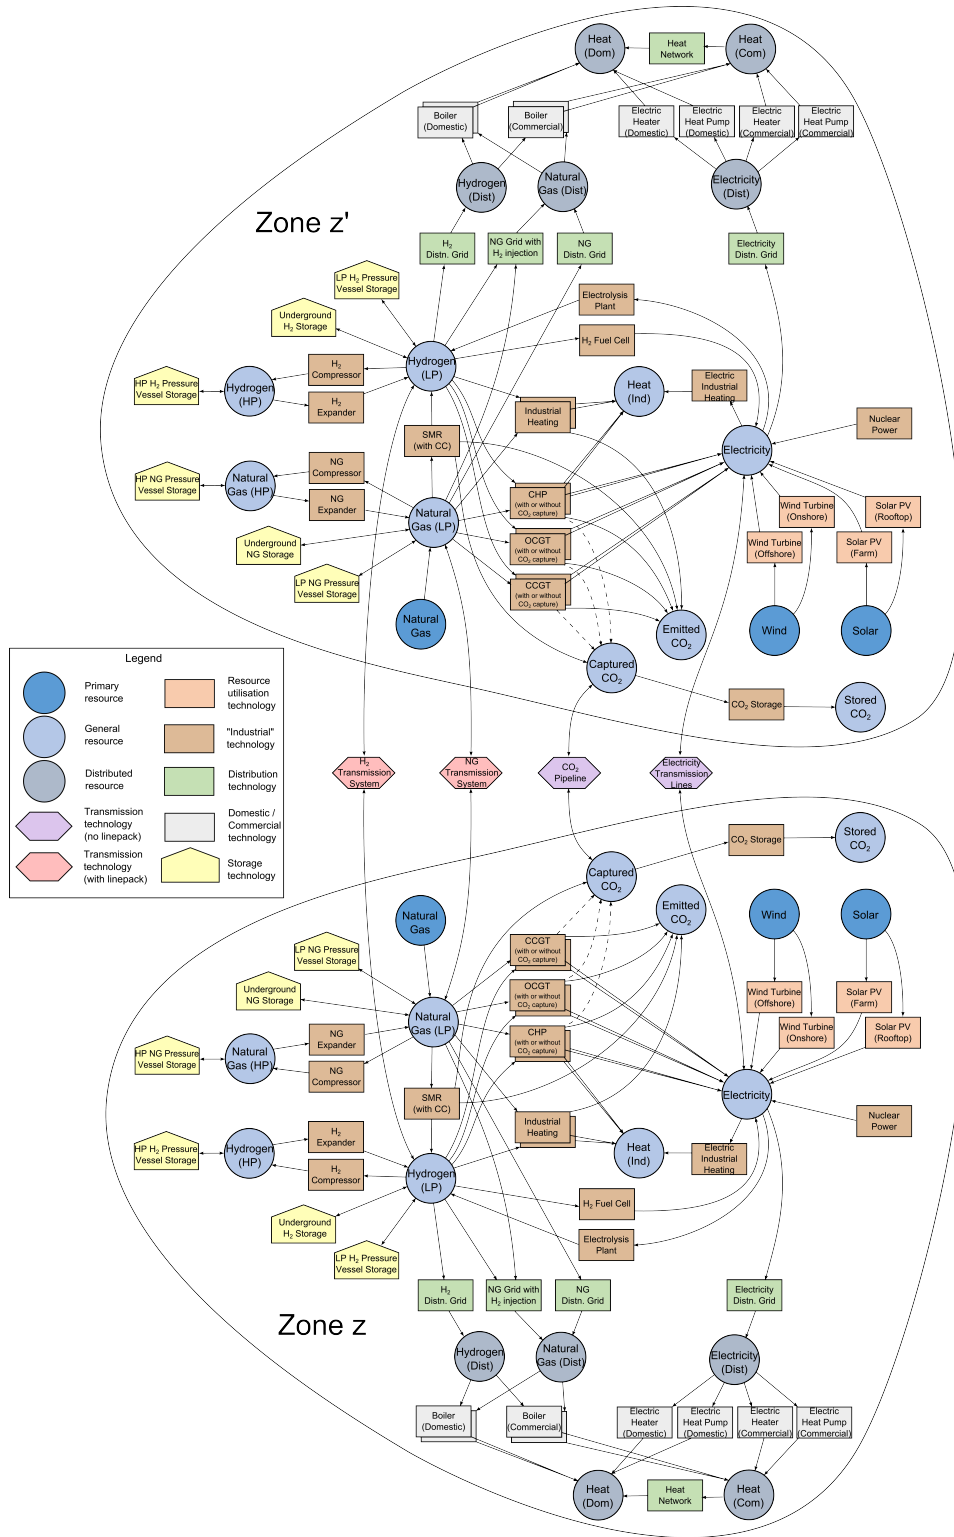 Heat
(Dom)
Heat
Network
Heat
(Com)
Boiler
(Domestic)
Boiler
(Commercial)
Electric
Heater
(Domestic)
Electric
Heat Pump
(Domestic)
Electric
Heater
(Commercial)
Electric
Heat Pump
(Commercial)
Hydrogen
(Dist)
Natural
Gas (Dist)
Electricity
(Dist)
Zone z'
H₂
Distn. Grid
NG Grid with
H₂ injection
NG
Distn. Grid
Electricity
Distn. Grid
LP H₂ Pressure
Vessel Storage
Underground
H₂ Storage
Electrolysis
Plant
H₂ Fuel Cell
Hydrogen
(LP)
HP H₂ Pressure
Vessel Storage
Hydrogen
(HP)
H₂
Compressor
H₂
Expander
Heat
(Ind)
Electric
Industrial
Heating
Industrial
Heating
Nuclear
Power
SMR
(with CC)
Electricity
HP NG Pressure
Vessel Storage
Natural
Gas (HP)
NG
Compressor
NG
Expander
CHP
(with or without
CO₂ capture)
Natural
Gas (LP)
Wind Turbine
(Onshore)
Solar PV
(Rooftop)
Underground
NG Storage
OCGT
(with or without
CO₂ capture)
Wind Turbine
(Offshore)
Solar PV
(Farm)
LP NG Pressure
Vessel Storage
CCGT
(with or without
CO₂ capture)
Natural
Gas
Emitted
CO₂
Wind
Solar
Captured
CO₂
CO₂ Storage
Stored
CO₂
Legend
Primary
resource
Resource
utilisation
technology
General
resource
"Industrial"
technology
Distributed
resource
Distribution
technology
Transmission
technology
(no linepack)
Domestic /
Commercial
technology
Transmission
technology
(with linepack)
Storage
technology
H₂
Transmission
System
NG
Transmission
System
CO₂
Pipeline
Electricity
Transmission
Lines
CO₂ Storage
Stored
CO₂
Captured
CO₂
Natural
Gas
Emitted
CO₂
Wind
Solar
LP NG Pressure
Vessel Storage
CCGT
(with or without
CO₂ capture)
Underground
NG Storage
OCGT
(with or without
CO₂ capture)
Wind Turbine
(Offshore)
Solar PV
(Farm)
Natural
Gas (LP)
Wind Turbine
(Onshore)
Solar PV
(Rooftop)
HP NG Pressure
Vessel Storage
Natural
Gas (HP)
NG Expander
NG
Compressor
CHP
(with or without
CO₂ capture)
SMR
(with CC)
Electricity
Nuclear
Power
HP H₂ Pressure
Vessel Storage
Hydrogen
(HP)
H₂
Expander
H₂
Compressor
Industrial
Heating
Heat
(Ind)
Electric
Industrial
Heating
Hydrogen
(LP)
H₂ Fuel Cell
Underground
H₂ Storage
Electrolysis
Plant
LP H₂ Pressure
Vessel Storage
H₂
Distn. Grid
NG Grid with
H₂ injection
NG
Distn. Grid
Electricity
Distn. Grid
Zone z
Hydrogen
(Dist)
Natural
Gas (Dist)
Electricity
(Dist)
Boiler
(Domestic)
Boiler
(Commercial)
Electric
Heater
(Domestic)
Electric
Heat Pump
(Domestic)
Electric
Heater
(Commercial)
Electric
Heat Pump
(Commercial)
Heat
(Dom)
Heat
Network
Heat
(Com)